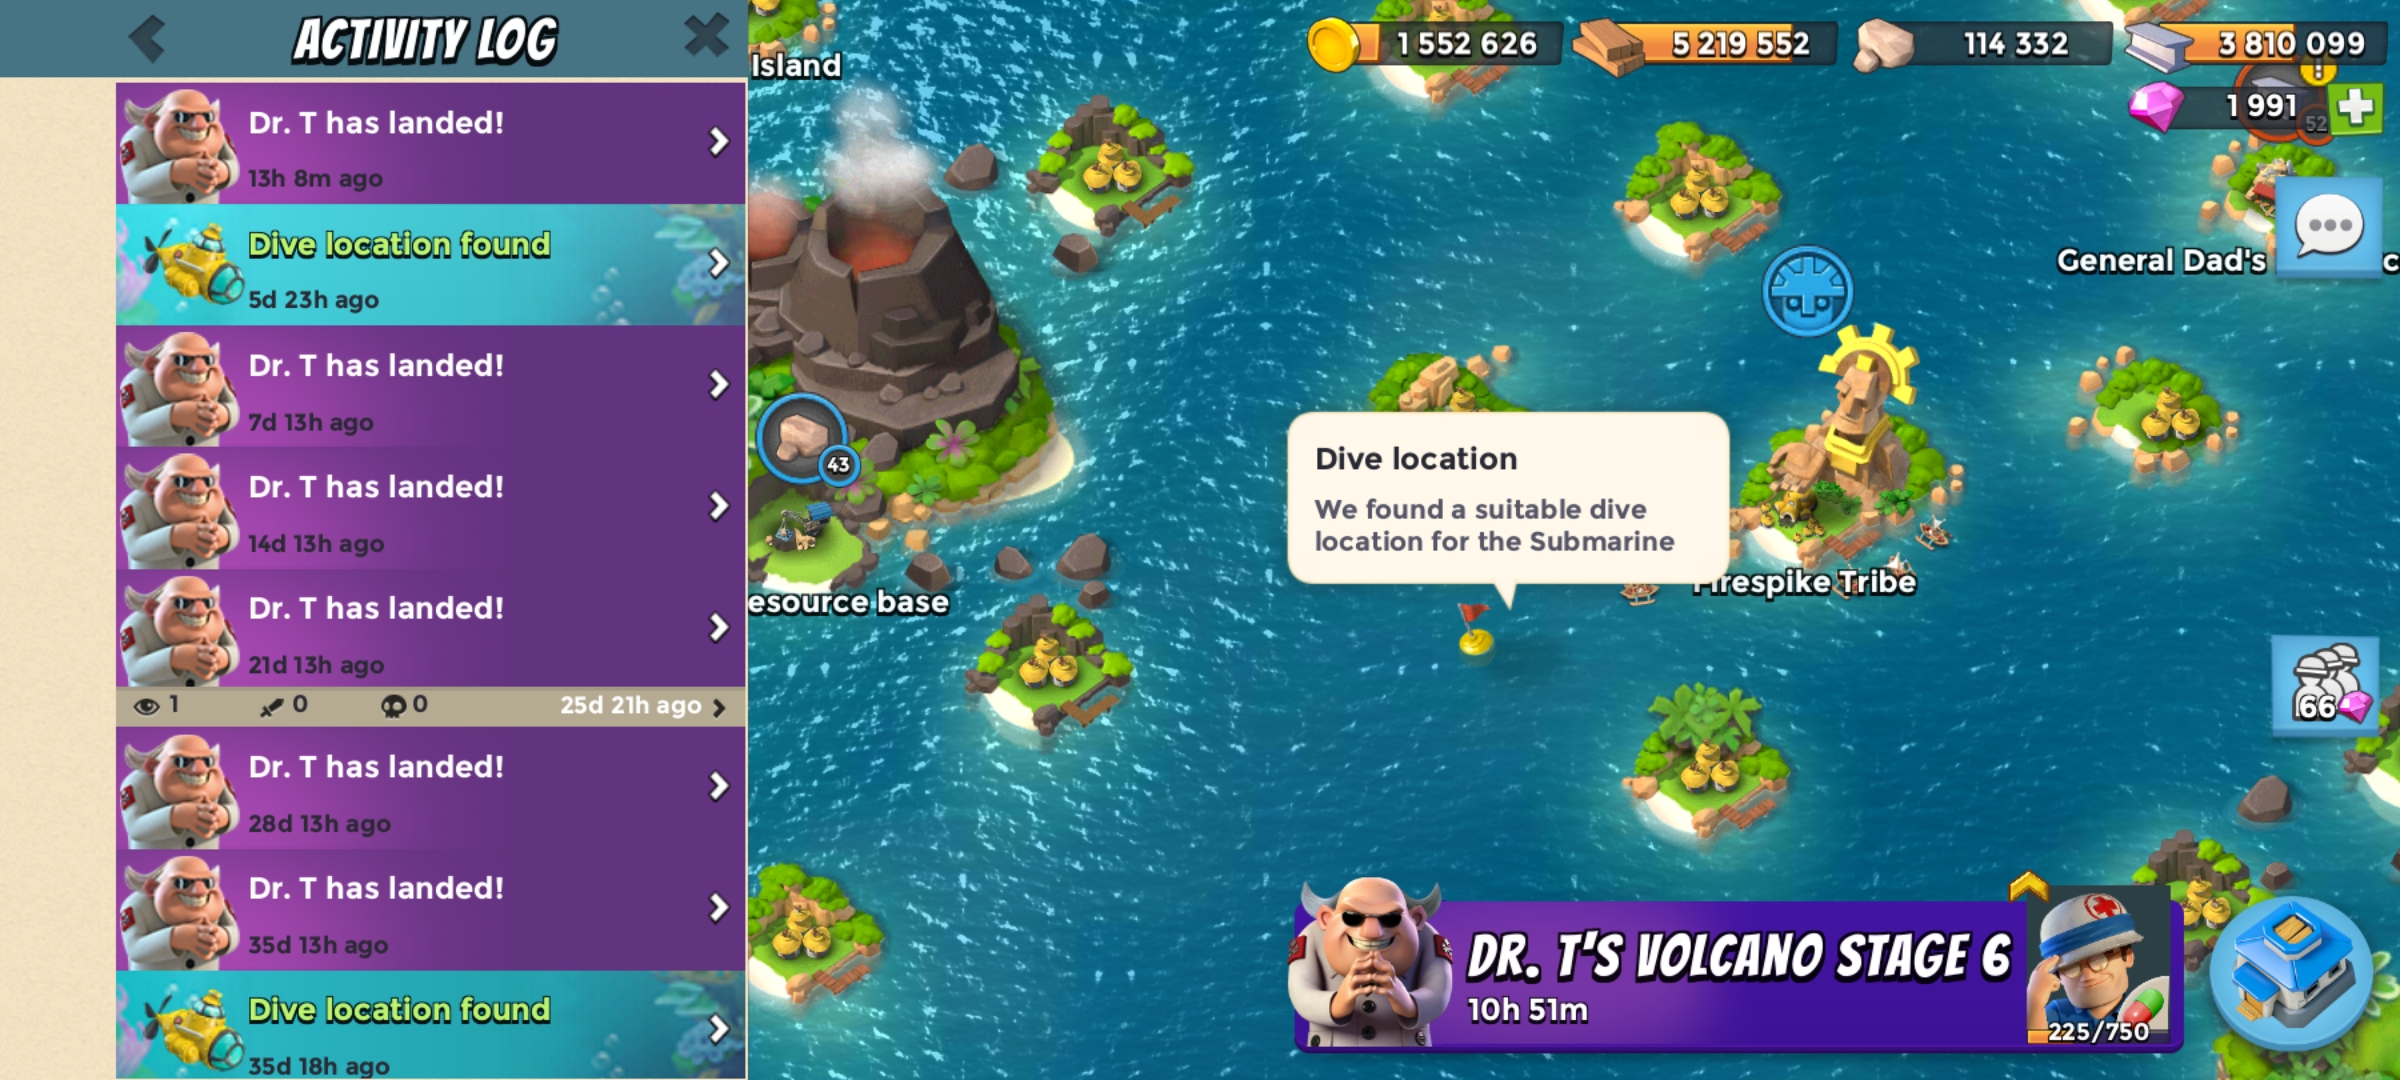 ACTIVITY LOG
Dr. T has landed!
13h 8m ago
Dive location found
5d 23h ago
Dr. T has landed!
7d 13h ago
Dr. T has landed!
14d 13h ago
Dr. T has landed!
21d 13h ago
1 0 0 25d 21h ago
Dr. T has landed!
28d 13h ago
Dr. T has landed!
35d 13h ago
Dive location found
35d 18h ago
Island
1 552 626 5 219 552 114 332 3 810 099
1 991
52
General Dad's
43
Dive location
We found a suitable dive
location for the Submarine
Firespike Tribe
esource base
66
DR. T'S VOLCANO STAGE 6
10h 51m
225/750